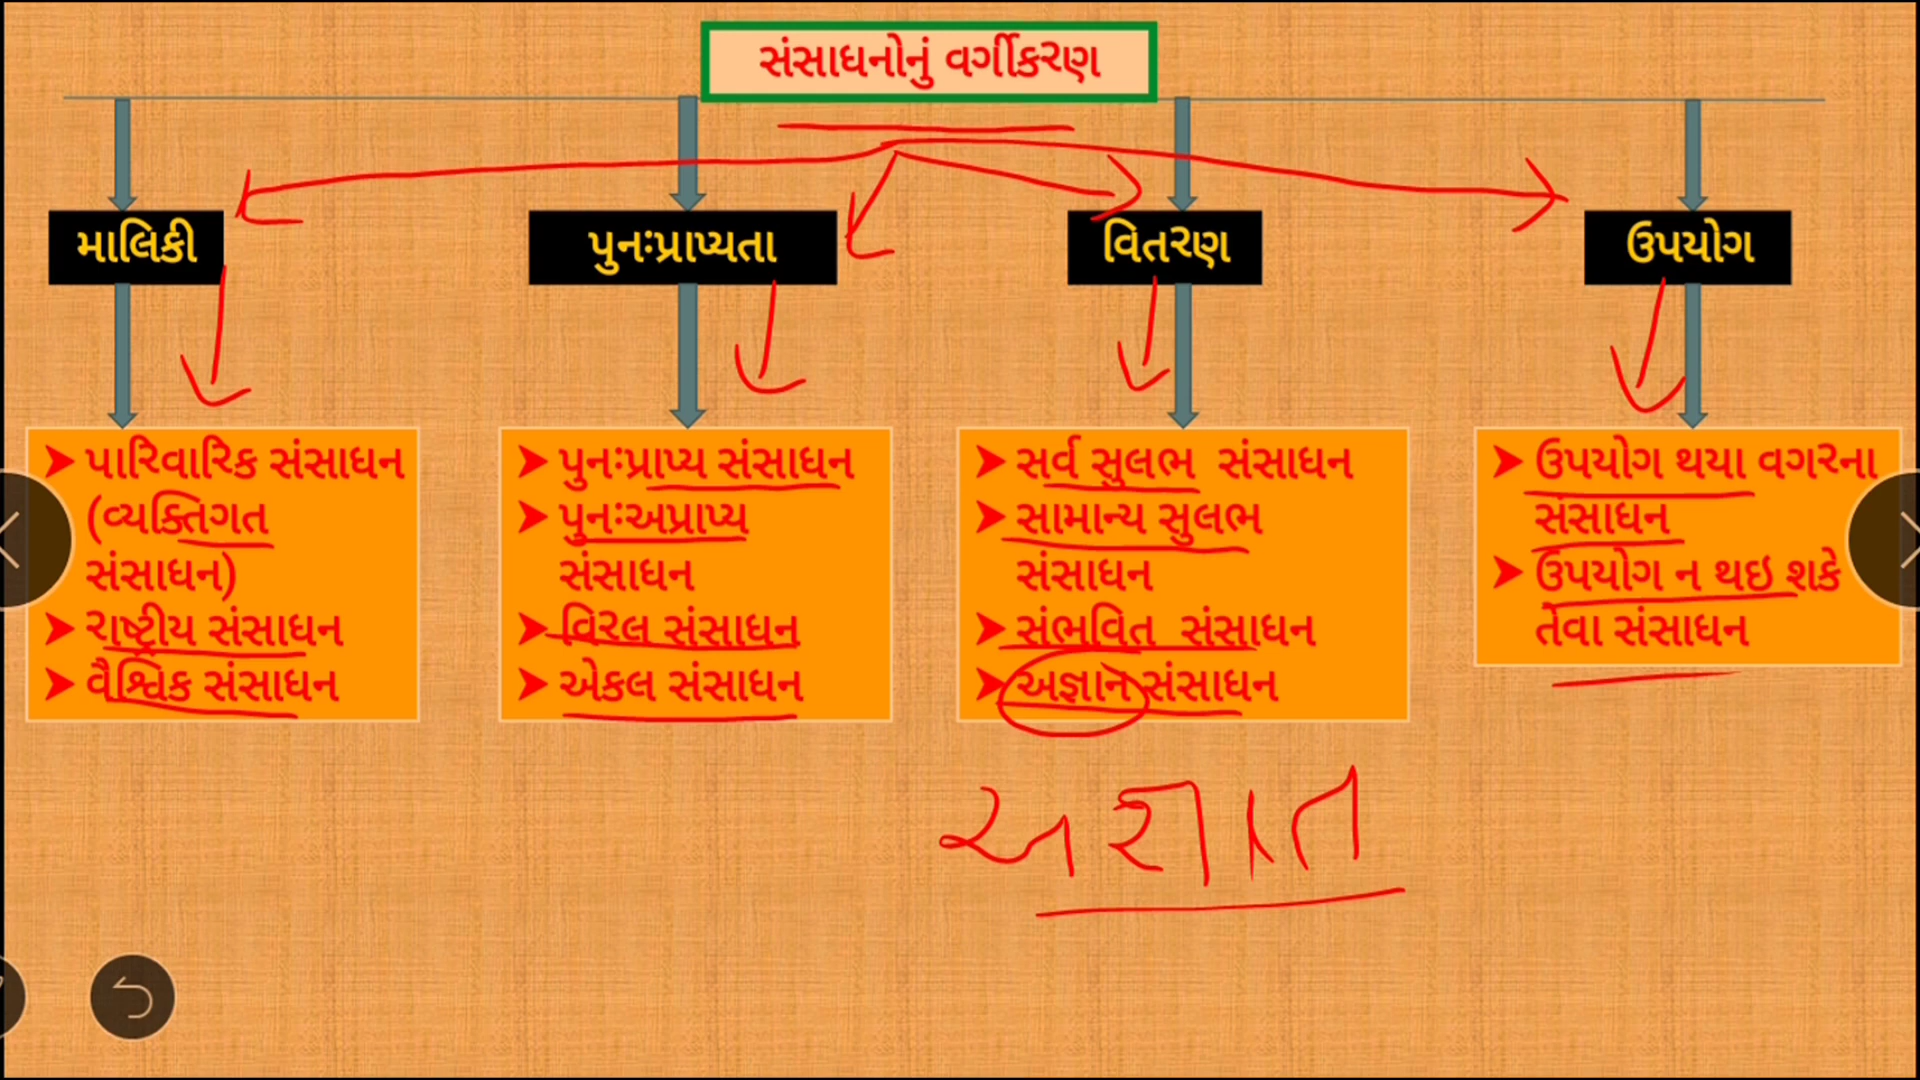 સંસાધનોનું વર્ગીકરણ
માલિકી
પુનઃપ્રાપ્યતા
વિતરણ
ઉપયોગ
➤ પારિવારિક સંસાધન
(વ્યક્તિગત
સંસાધન)
➤ રાષ્ટ્રીય સંસાધન
➤ વૈશ્વિક સંસાધન
➤ પુનઃપ્રાપ્ય સંસાધન
➤ પુનઃઅપ્રાપ્ય
સંસાધન
➤ વિરલ સંસાધન
➤ એકલ સંસાધન
➤ સર્વ સુલભ સંસાધન
➤ સામાન્ય સુલભ
સંસાધન
➤ સંભવિત સંસાધન
➤ અજ્ઞાન સંસાધન
➤ ઉપયોગ થયા વગરના
સંસાધન
➤ ઉપયોગ ન થઇ શકે
તેવા સંસાધન
અજ્ઞાત